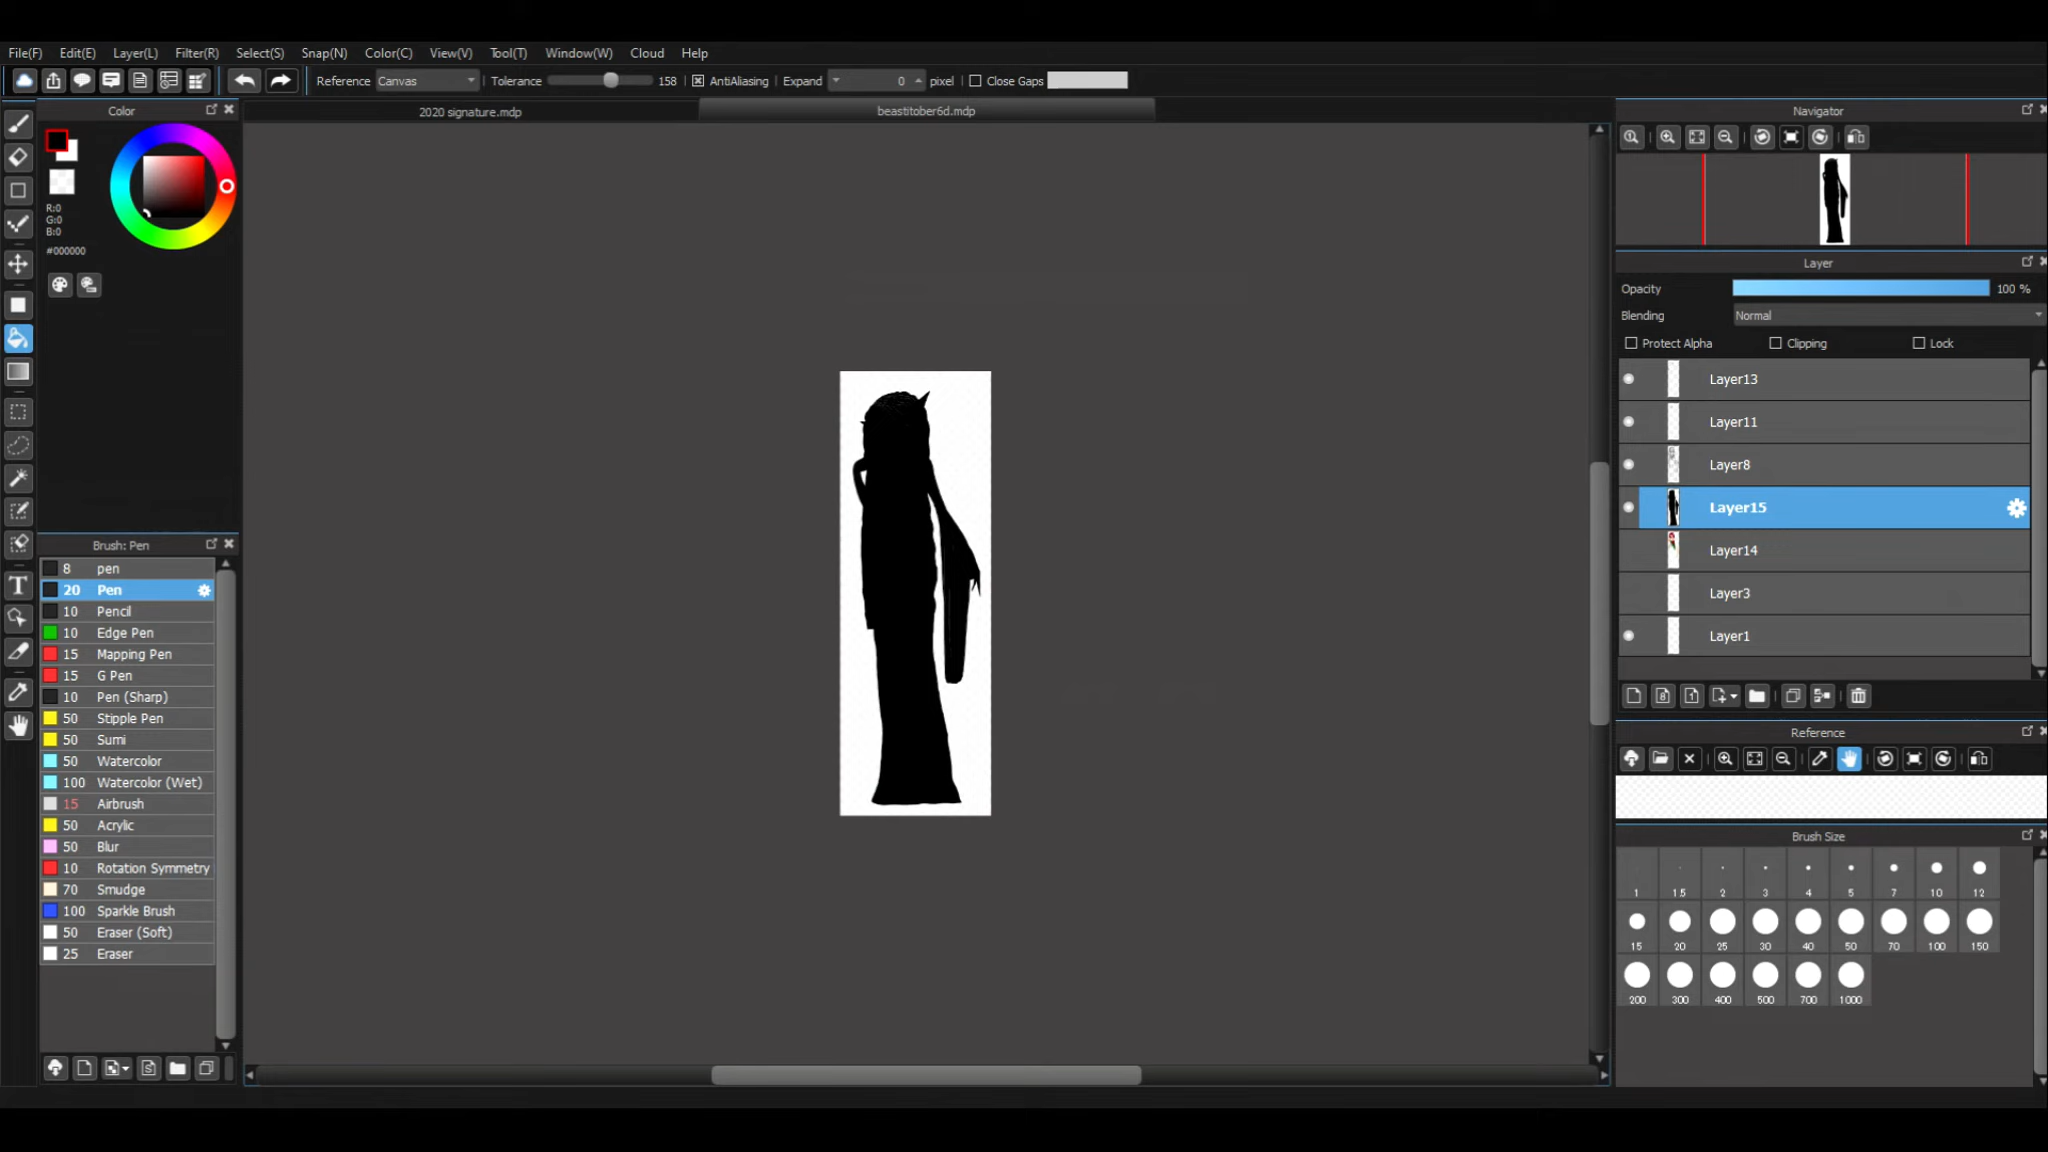 File(F) Edit(E) Layer(L) Filter(R) Select(S) Snap(N) Color(C) View(V) Tool(T) Window(W) Cloud Help
Reference Canvas Tolerance 158 AntiAliasing Expand 0 pixel Close Gaps
Color
2020 signature.mdp
beastitober6d.mdp
Navigator
R:0
G:0
B:0
#000000
Layer
Opacity 100 %
Blending Normal
Protect Alpha Clipping Lock
Layer13
Layer11
Layer8
Layer15
Layer14
Layer3
Layer1
Brush: Pen
8 pen
20 Pen
10 Pencil
10 Edge Pen
15 Mapping Pen
15 G Pen
10 Pen (Sharp)
50 Stipple Pen
50 Sumi
50 Watercolor
100 Watercolor (Wet)
15 Airbrush
50 Acrylic
50 Blur
10 Rotation Symmetry
70 Smudge
100 Sparkle Brush
50 Eraser (Soft)
25 Eraser
Reference
Brush Size
1 1.5 2 3 4 5 7 10 12
15 20 25 30 40 50 70 100 150
200 300 400 500 700 1000